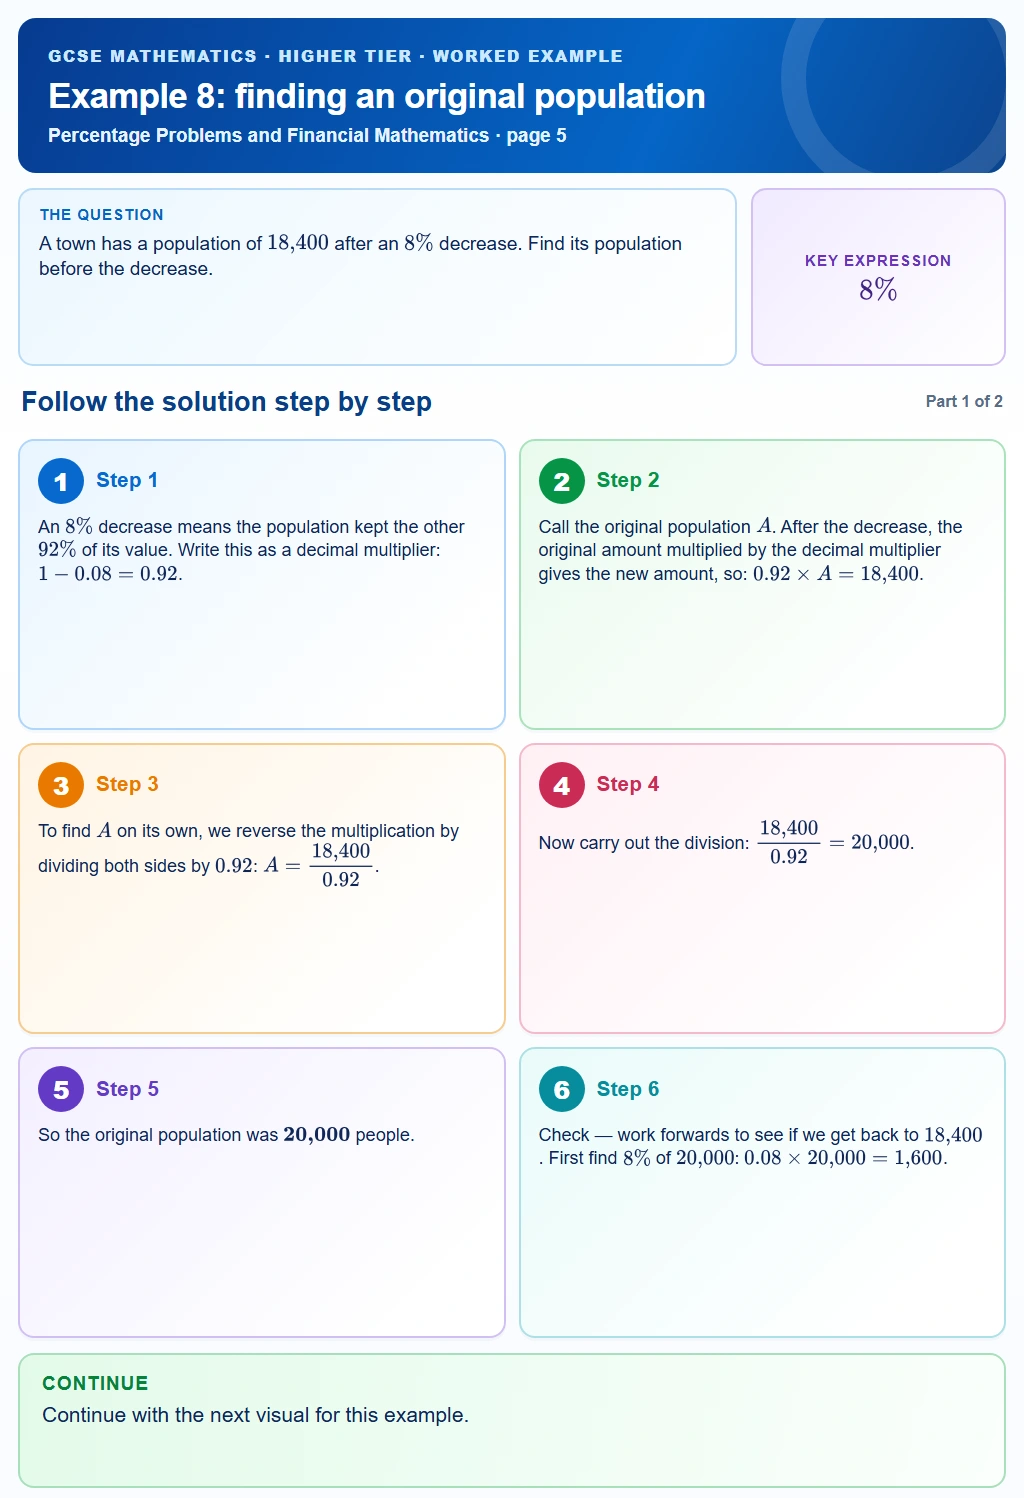 GCSE MATHEMATICS · HIGHER TIER · WORKED EXAMPLE
Example 8: finding an original population
Percentage Problems and Financial Mathematics · page 5
THE QUESTION
A town has a population of 18,400 after an 8% decrease. Find its population
before the decrease.
KEY EXPRESSION
8%
Follow the solution step by step
Part 1 of 2
1 Step 1
An 8% decrease means the population kept the other
92% of its value. Write this as a decimal multiplier:
1 − 0.08 = 0.92.
2 Step 2
Call the original population A. After the decrease, the
original amount multiplied by the decimal multiplier
gives the new amount, so: 0.92 × A = 18,400.
3 Step 3
To find A on its own, we reverse the multiplication by
dividing both sides by 0.92: A = 18,400/0.92.
4 Step 4
Now carry out the division: 18,400/0.92 = 20,000.
5 Step 5
So the original population was 20,000 people.
6 Step 6
Check — work forwards to see if we get back to 18,400
. First find 8% of 20,000: 0.08 × 20,000 = 1,600.
CONTINUE
Continue with the next visual for this example.